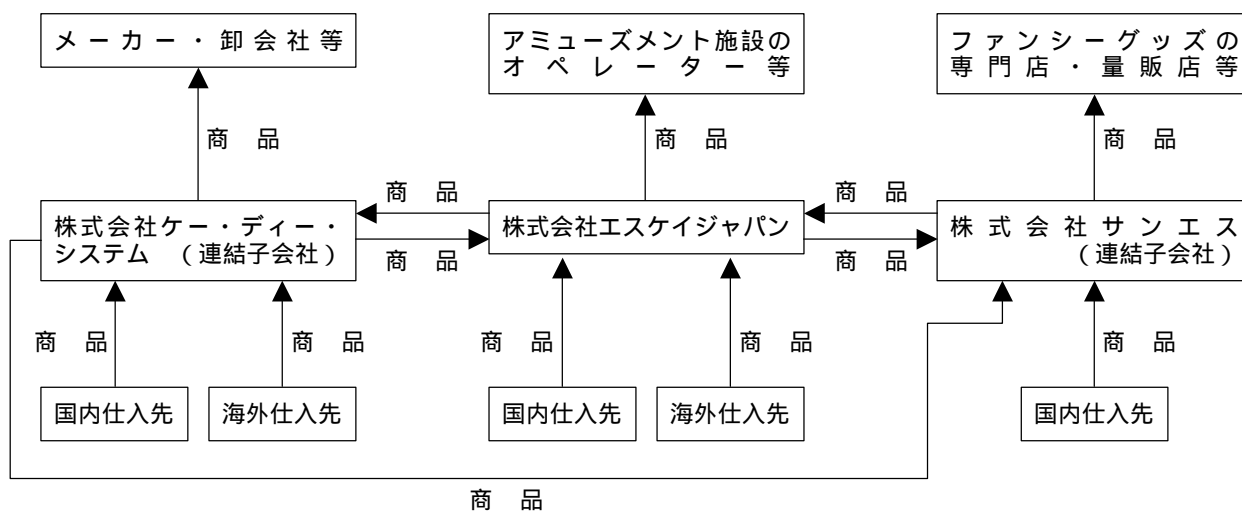 メーカー・卸会社等
アミューズメント施設の
オペレーター等
ファンシーグッズの
専門店・量販店等
商品
商品
商品
商品
商品
株式会社ケー・ディー・
システム （連結子会社）
株式会社エスケイジャパン
株式会社サンエス
（連結子会社）
商品
商品
商品
商品
商品
商品
商品
国内仕入先
海外仕入先
国内仕入先
海外仕入先
国内仕入先
商品